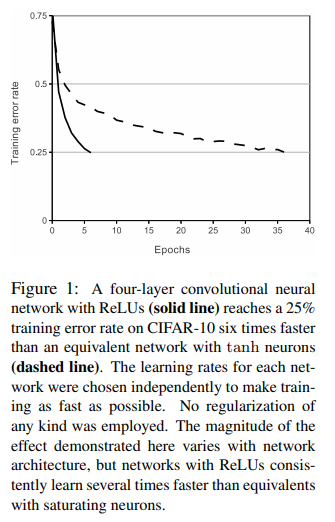 0.75
0.5
0.25
0
Training error rate
0 5 10 15 20 25 30 35 40
Epochs
Figure 1: A four-layer convolutional neural
network with ReLUs (solid line) reaches a 25%
training error rate on CIFAR-10 six times faster
than an equivalent network with tanh neurons
(dashed line). The learning rates for each net-
work were chosen independently to make train-
ing as fast as possible. No regularization of
any kind was employed. The magnitude of the
effect demonstrated here varies with network
architecture, but networks with ReLUs consis-
tently learn several times faster than equivalents
with saturating neurons.